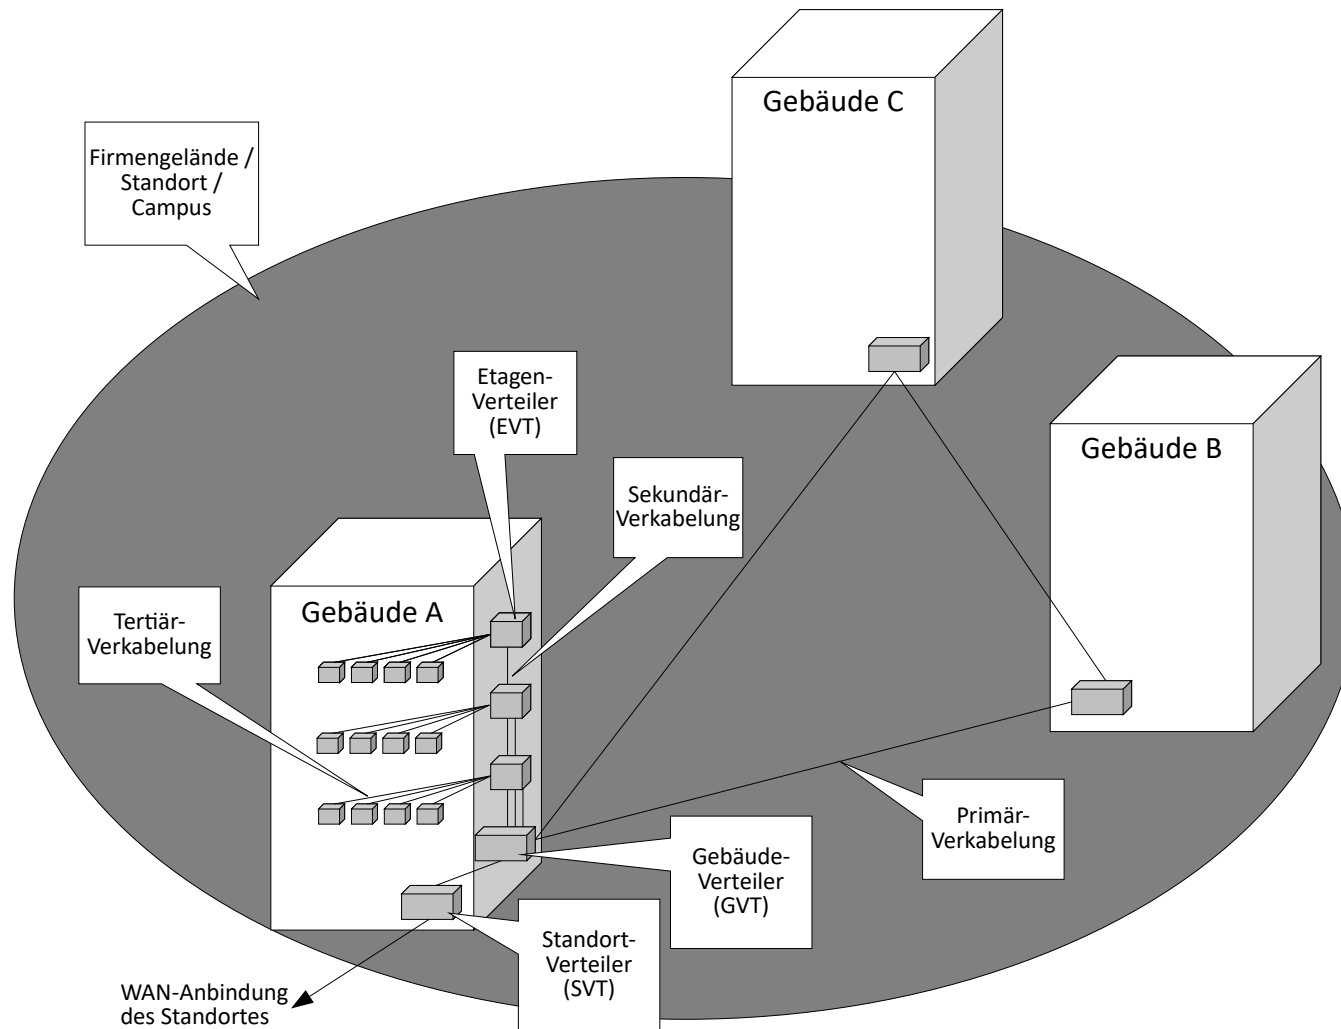 Gebäude C
Firmengelände /
Standort /
Campus
Etagen-
Verteiler
(EVT)
Gebäude B
Sekundär-
Verkabelung
Gebäude A
Tertiär-
Verkabelung
Primär-
Verkabelung
Gebäude-
Verteiler
(GVT)
Standort-
Verteiler
(SVT)
WAN-Anbindung
des Standortes